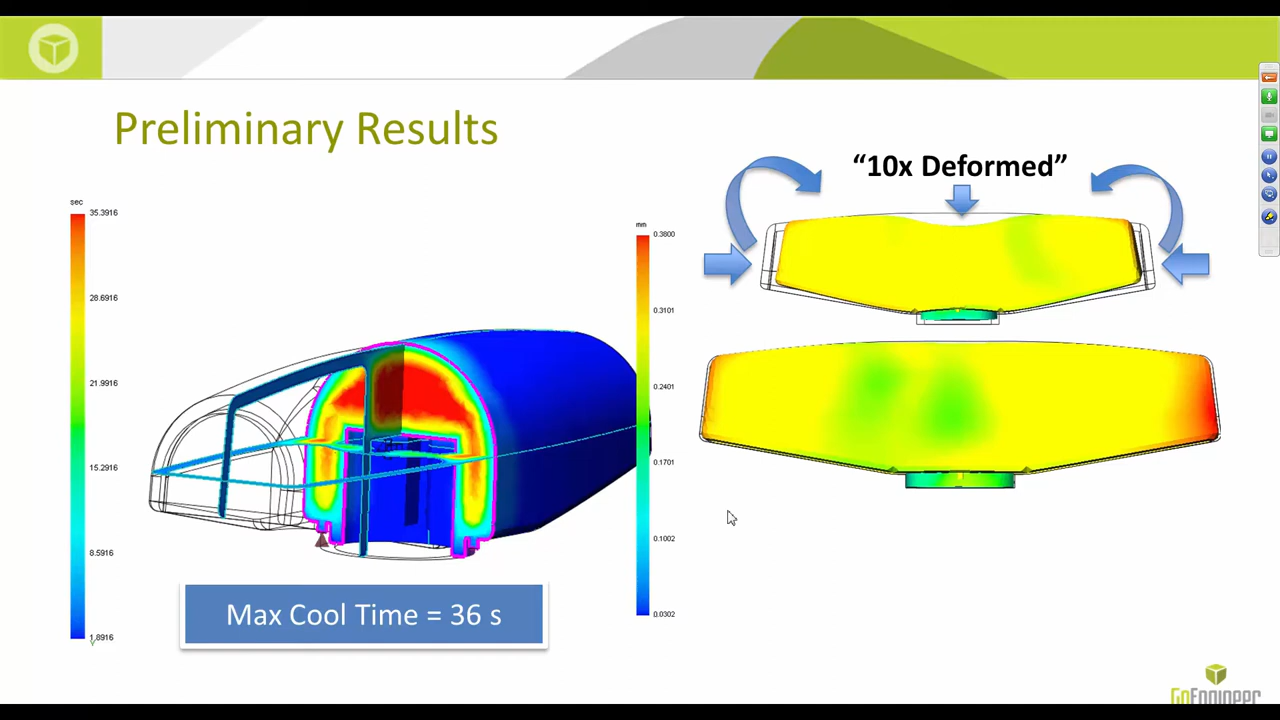 Preliminary Results
“10x Deformed”
sec
35.3916
28.6916
21.9916
15.2916
8.5916
1.8916
Y
mm
0.3800
0.3101
0.2401
0.1701
0.1002
0.0302
Max Cool Time = 36 s
GoEngineer